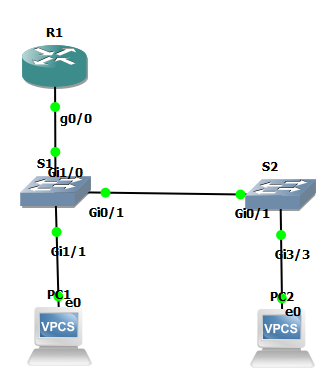 R1
g0/0
S1
Gi1/0
S2
Gi0/1
Gi0/1
Gi1/1
Gi3/3
PC1
e0
PC2
e0
VPCS
VPCS